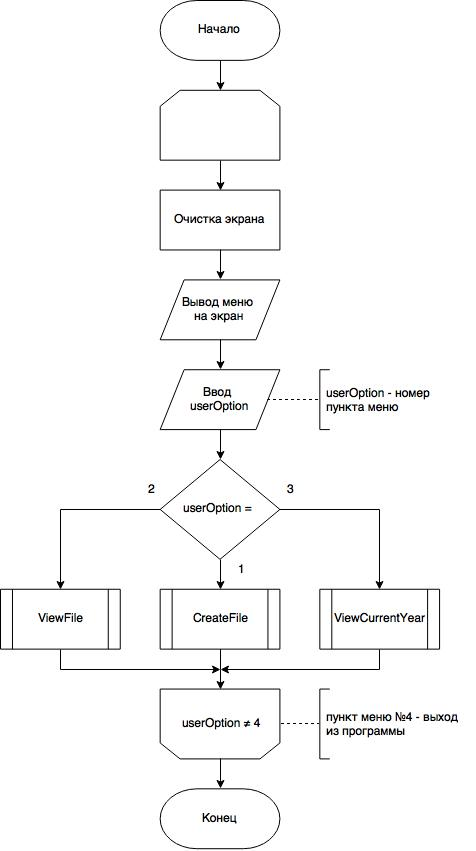 Начало
Очистка экрана
Вывод меню
на экран
Ввод
userOption
userOption - номер
пункта меню
2
userOption =
3
1
ViewFile
CreateFile
ViewCurrentYear
userOption ≠ 4
пункт меню №4 - выход
из программы
Конец